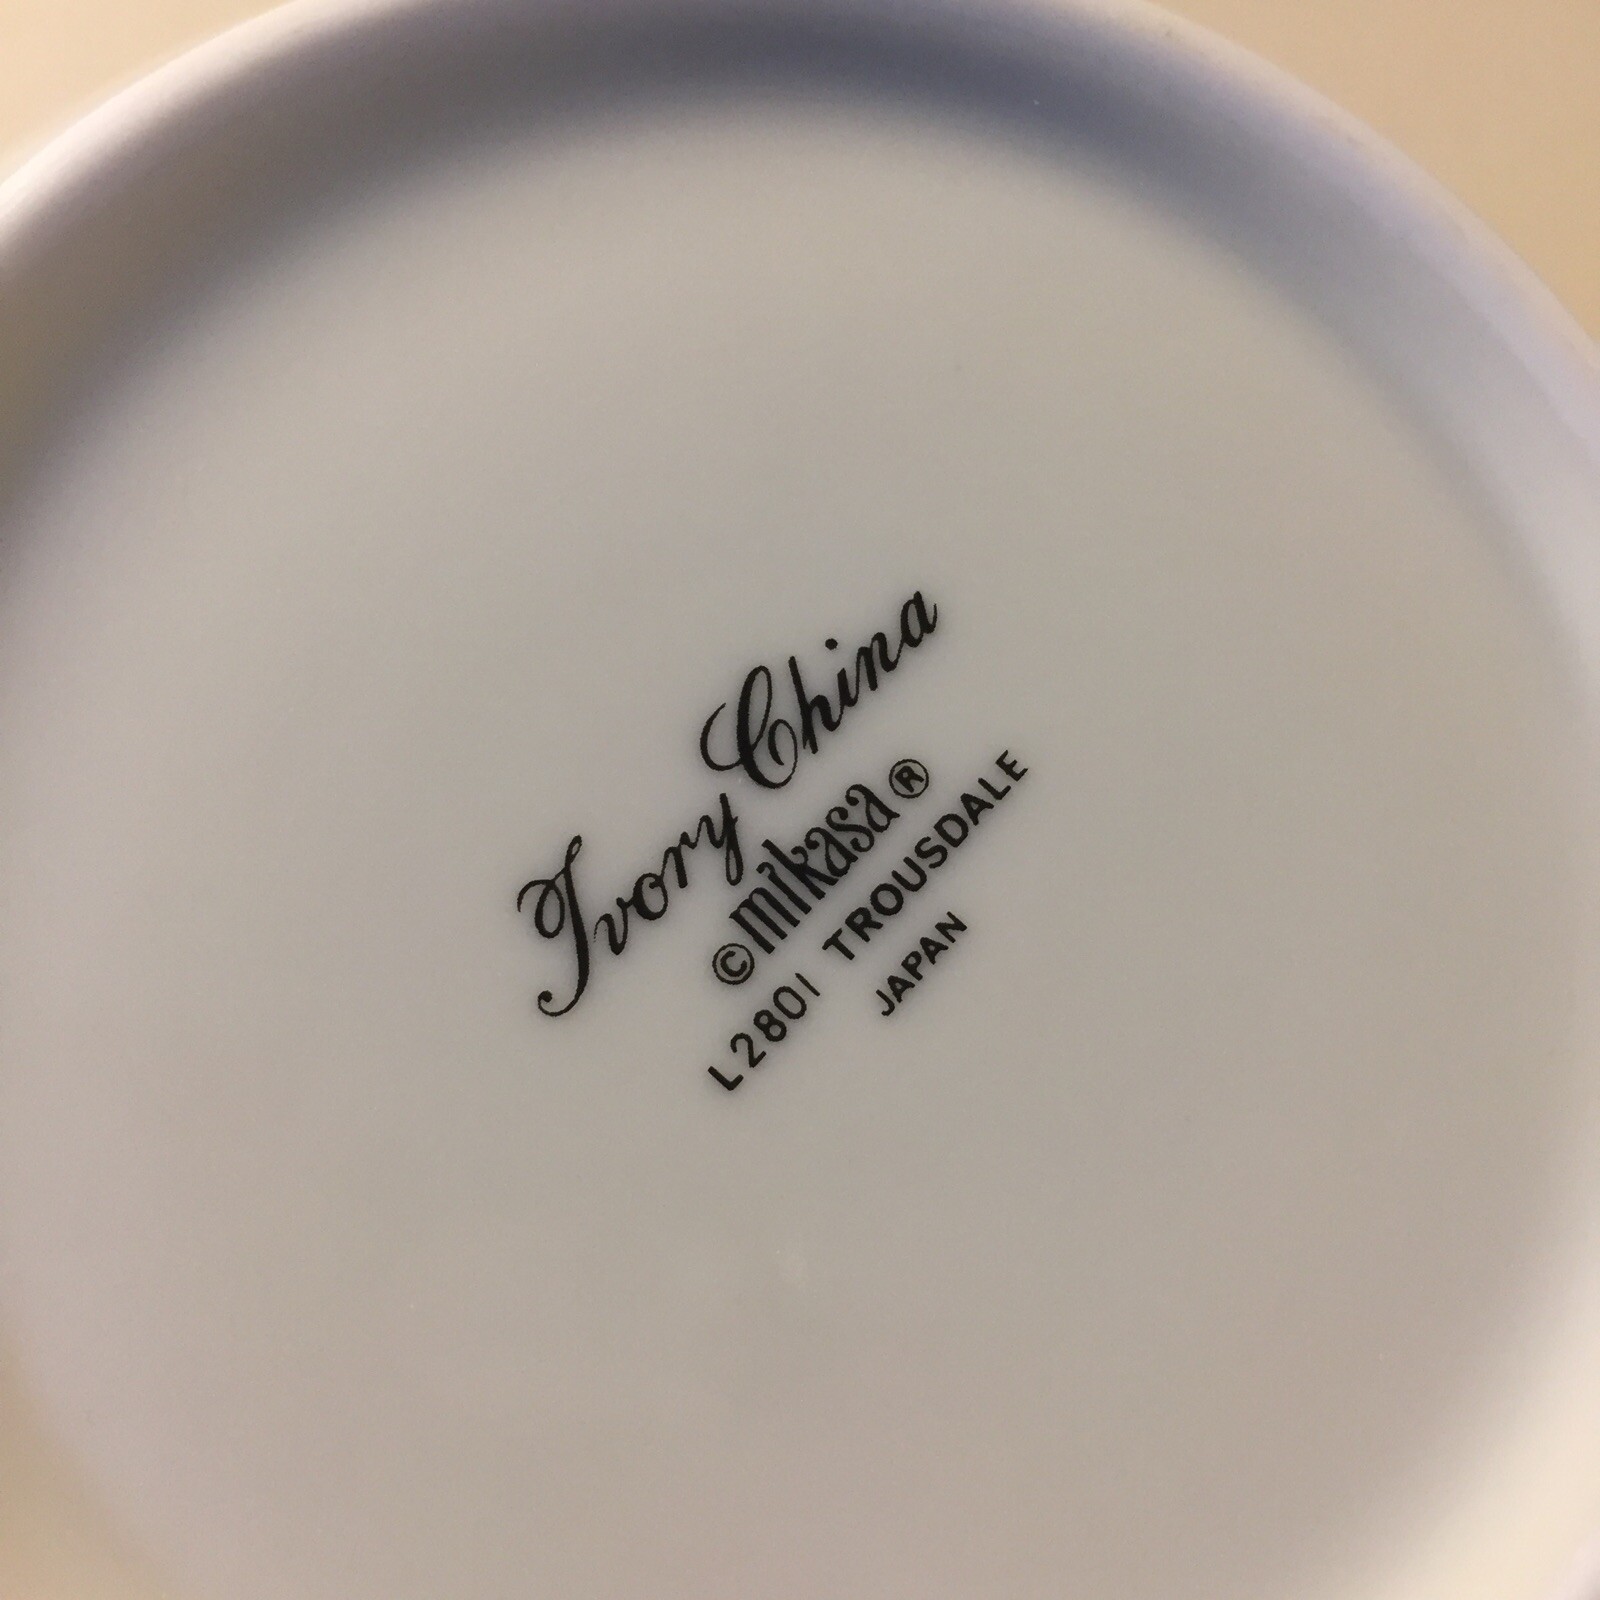 Ivory China
© mikasa ®
L2801 TROUSDALE
JAPAN